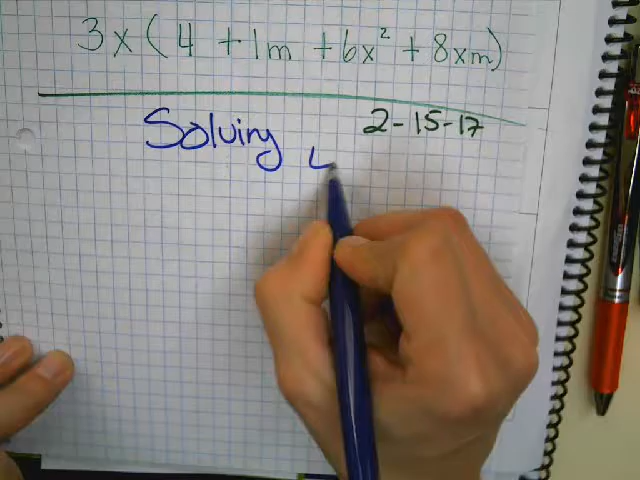 3x(4 + 1m + 6x² + 8xm)
2-15-17
Solving